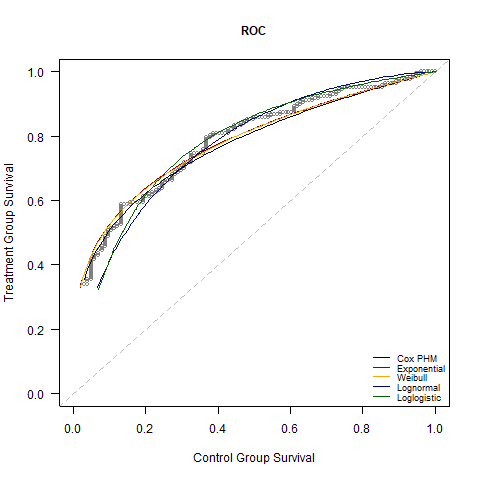 ROC
Treatment Group Survival
1.0
0.8
0.6
0.4
0.2
0.0
0.0 0.2 0.4 0.6 0.8 1.0
Control Group Survival
Cox PHM
Exponential
Weibull
Lognormal
Loglogistic